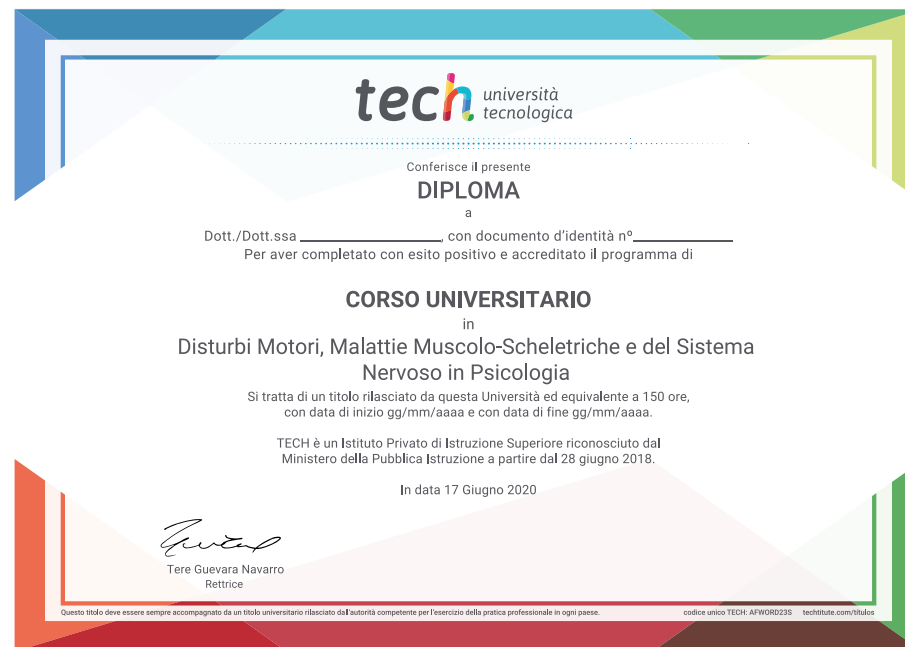 tech università
tecnologica
Conferisce il presente
DIPLOMA
a
Dott./Dott.ssa ____________________, con documento d'identità nº______________
Per aver completato con esito positivo e accreditato il programma di
CORSO UNIVERSITARIO
in
Disturbi Motori, Malattie Muscolo-Scheletriche e del Sistema
Nervoso in Psicologia
Si tratta di un titolo rilasciato da questa Università ed equivalente a 150 ore,
con data di inizio gg/mm/aaaa e con data di fine gg/mm/aaaa.
TECH è un Istituto Privato di Istruzione Superiore riconosciuto dal
Ministero della Pubblica Istruzione a partire dal 28 giugno 2018.
In data 17 Giugno 2020
Tere Guevara Navarro
Rettrice
Questo titolo deve essere sempre accompagnato da un titolo universitario rilasciato dall'autorità competente per l'esercizio della pratica professionale in ogni paese. codice unico TECH: AFWORD23S techtitute.com/titulos